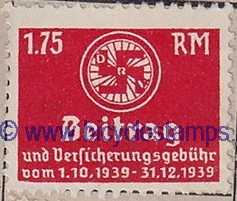 1.75 RM
D R
© www.bicyclestamps.
Beitrag
und Versicherungsgebühr
vom 1.10.1939 - 31.12.1939